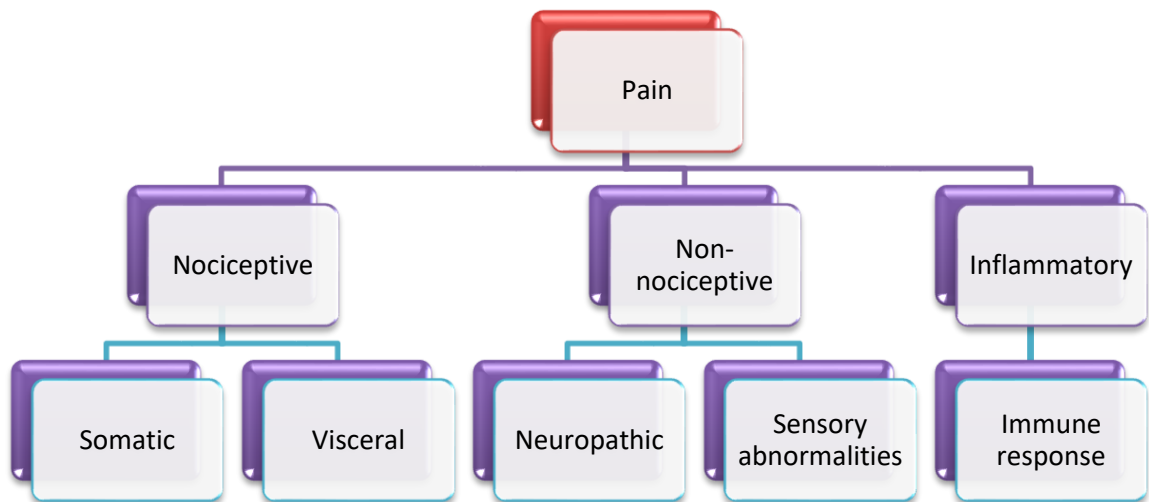 Pain
Nociceptive
Non-
nociceptive
Inflammatory
Somatic
Visceral
Neuropathic
Sensory
abnormalities
Immune
response